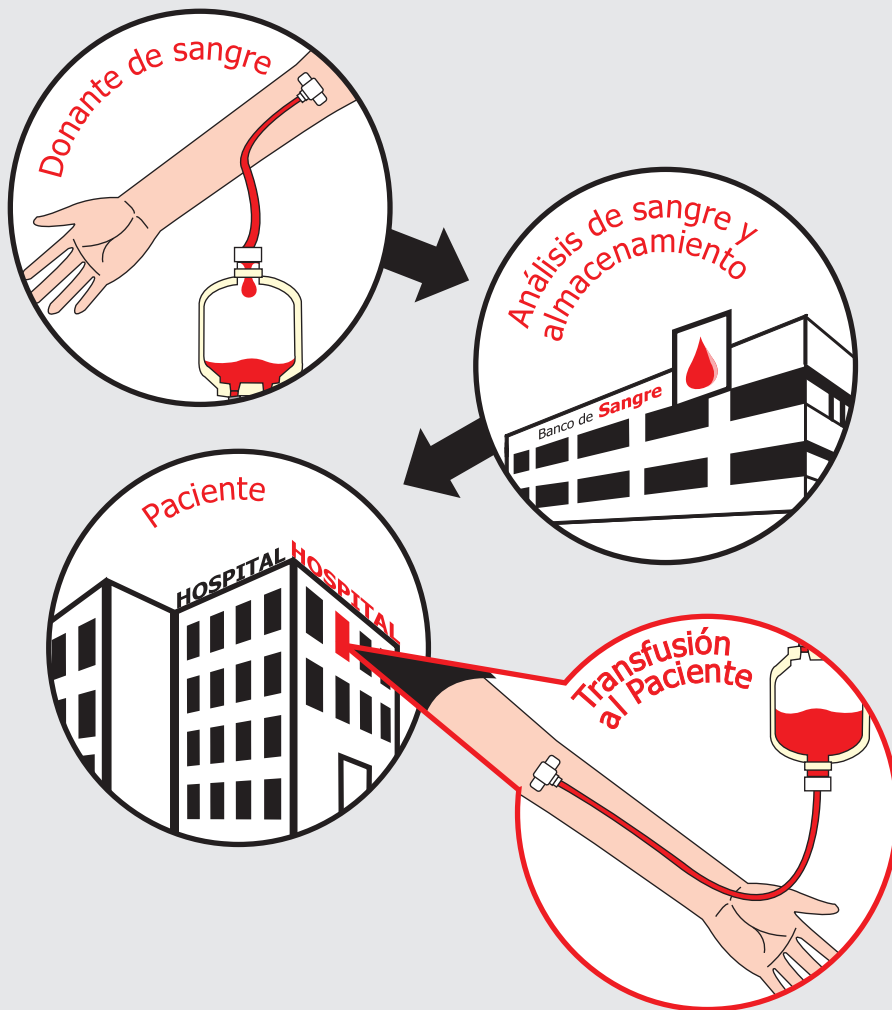 Donante de sangre
Análisis de sangre y
almacenamiento
Banco de Sangre
Paciente
HOSPITAL HOSPITAL
Transfusión
al Paciente